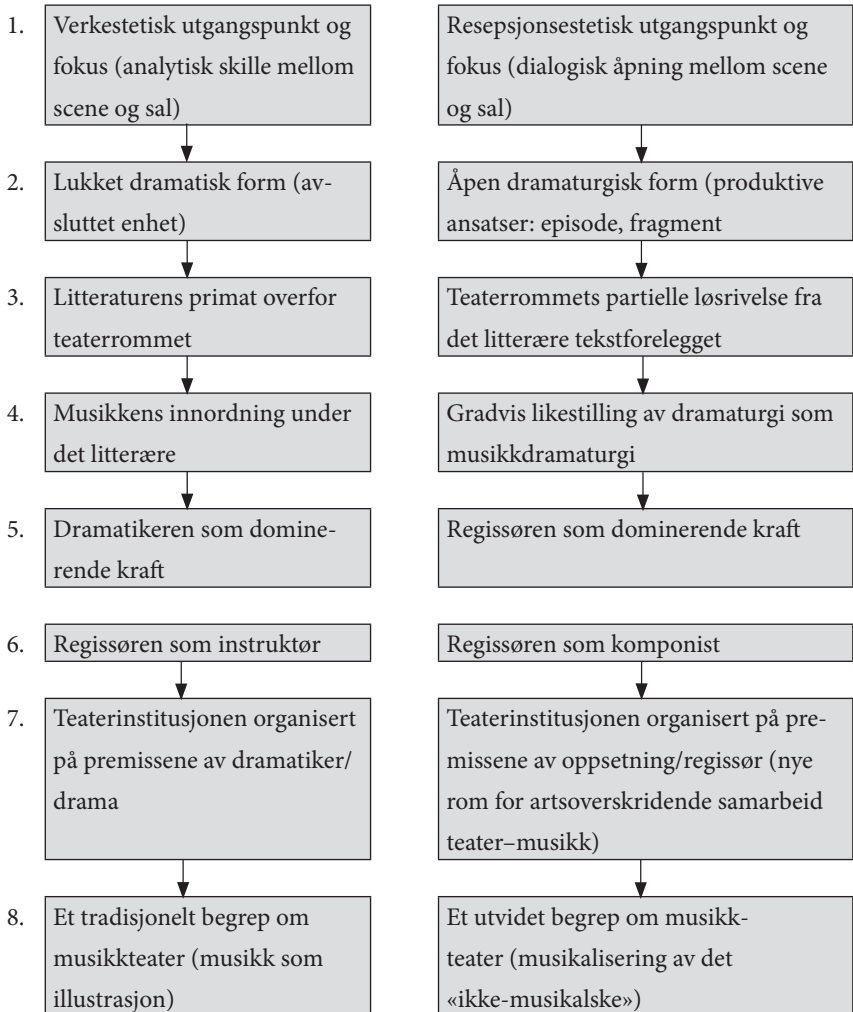 1.
Verkestetisk utgangspunkt og
fokus (analytisk skille mellom
scene og sal)
Resepsjonsestetisk utgangspunkt og
fokus (dialogisk åpning mellom scene
og sal)
2.
Lukket dramatisk form (av-
sluttet enhet)
Åpen dramaturgisk form (produktive
ansatser: episode, fragment
3.
Litteraturens primat overfor
teaterrommet
Teaterrommets partielle løsrivelse fra
det litterære tekstforelegget
4.
Musikkens innordning under
det litterære
Gradvis likestilling av dramaturgi som
musikkdramaturgi
5.
Dramatikeren som domine-
rende kraft
Regissøren som dominerende kraft
6.
Regissøren som instruktør
Regissøren som komponist
7.
Teaterinstitusjonen organisert
på premissene av dramatiker/
drama
Teaterinstitusjonen organisert på pre-
missene av oppsetning/regissør (nye
rom for artsoverskridende samarbeid
teater–musikk)
8.
Et tradisjonelt begrep om
musikkteater (musikk som
illustrasjon)
Et utvidet begrep om musikk-
teater (musikalisering av det
«ikke-musikalske»)